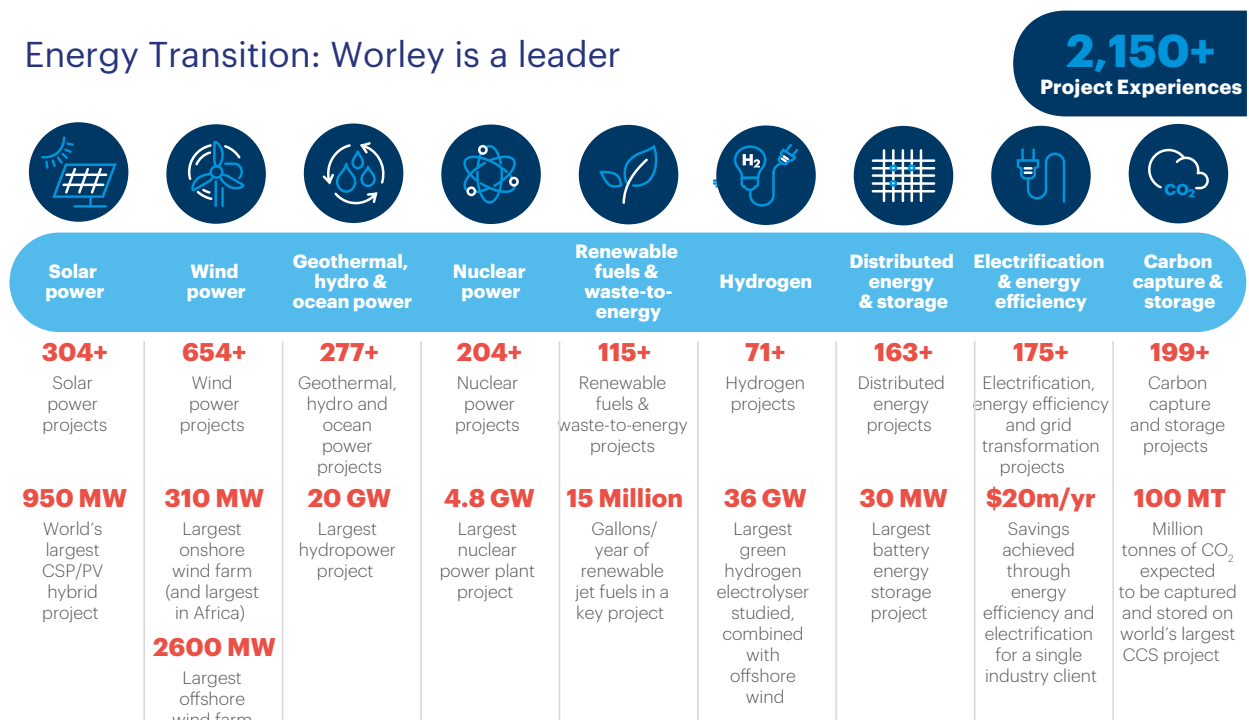 Energy Transition: Worley is a leader
2,150+
Project Experiences
H2
CO2
Solar
power
Wind
power
Geothermal,
hydro &
ocean power
Nuclear
power
Renewable
fuels &
waste-to-
energy
Hydrogen
Distributed
energy
& storage
Electrification
& energy
efficiency
Carbon
capture &
storage
304+
Solar
power
projects
950 MW
World's
largest
CSP/PV
hybrid
project
654+
Wind
power
projects
310 MW
Largest
onshore
wind farm
(and largest
in Africa)
2600 MW
Largest
offshore
wind farm
277+
Geothermal,
hydro and
ocean
power
projects
20 GW
Largest
hydropower
project
204+
Nuclear
power
projects
4.8 GW
Largest
nuclear
power plant
project
115+
Renewable
fuels &
waste-to-energy
projects
15 Million
Gallons/
year of
renewable
jet fuels in a
key project
71+
Hydrogen
projects
36 GW
Largest
green
hydrogen
electrolyser
studied,
combined
with
offshore
wind
163+
Distributed
energy
projects
30 MW
Largest
battery
energy
storage
project
175+
Electrification,
energy efficiency
and grid
transformation
projects
$20m/yr
Savings
achieved
through
energy
efficiency and
electrification
for a single
industry client
199+
Carbon
capture
and storage
projects
100 MT
Million
tonnes of CO2
expected
to be captured
and stored on
world's largest
CCS project